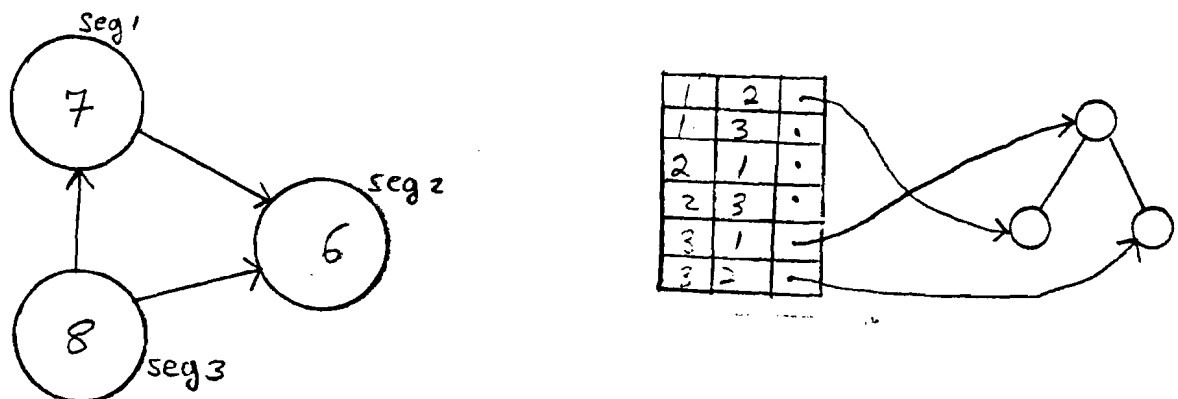 seg 1
7
seg 2
6
8
seg 3
1 2 .
1 3 .
2 1 .
2 3 .
3 1 .
3 2 .